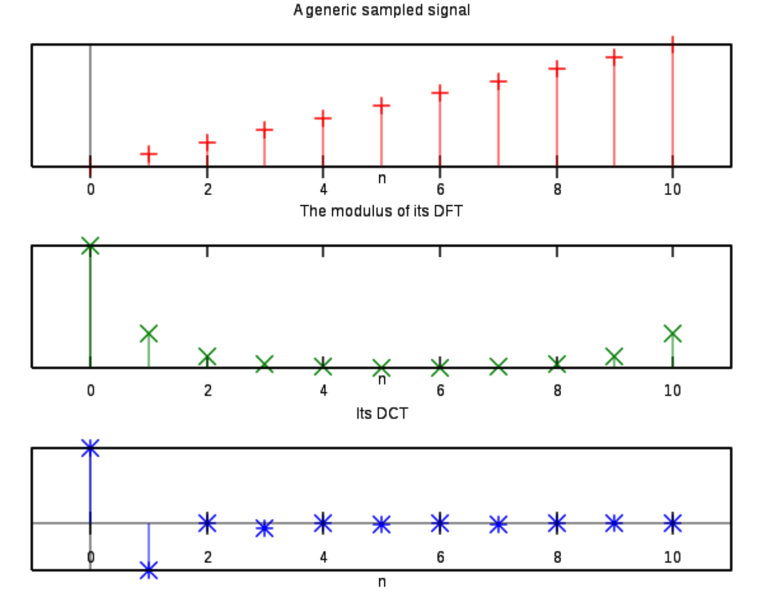 A generic sampled signal
0 2 4 6 8 10
n
The modulus of its DFT
n
0 2 4 6 8 10
Its DCT
0 2 4 6 8 10
n